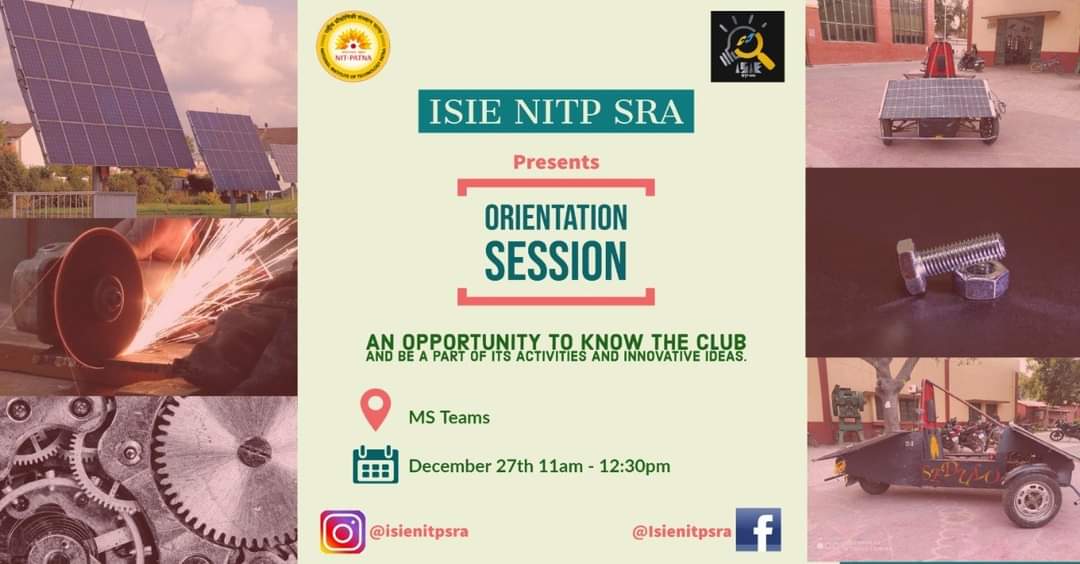 NIT-PATNA
ISIE
ISIE NITP SRA
Presents
ORIENTATION
SESSION
AN OPPORTUNITY TO KNOW THE CLUB
AND BE A PART OF ITS ACTIVITIES AND INNOVATIVE IDEAS.
MS Teams
December 27th 11am - 12:30pm
@isienitpsra
@Isienitpsra